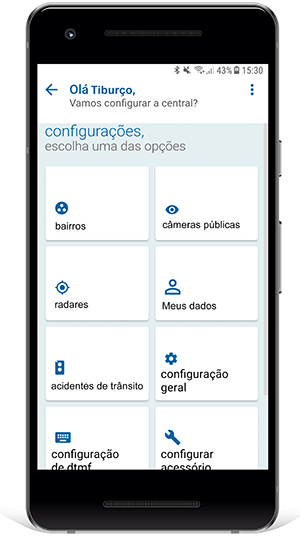 43% 15:30
Olá Tiburço,
Vamos configurar a central?
configurações,
escolha uma das opções
bairros
câmeras públicas
radares
Meus dados
acidentes de trânsito
configuração
geral
configuração
de dtmf
configurar
acessório